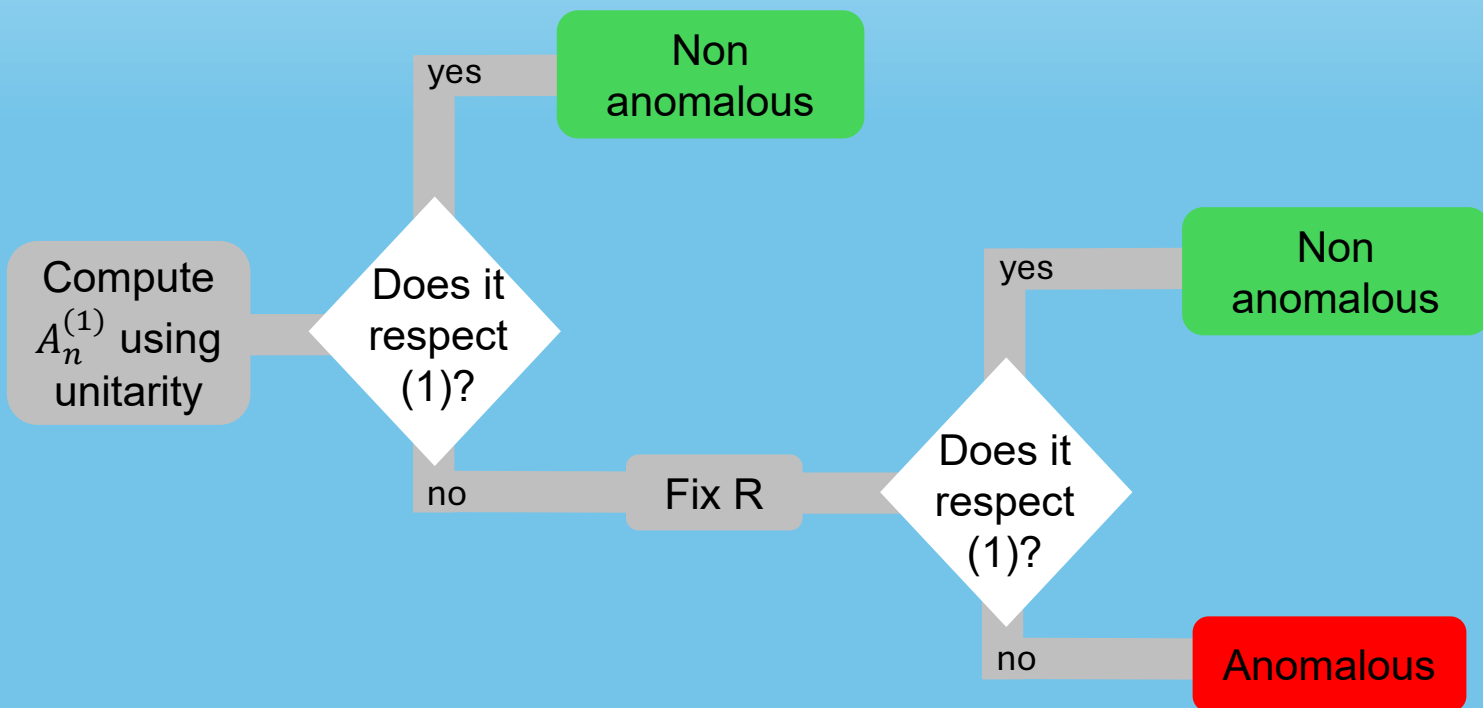 Compute
A_n^{(1)} using
unitarity
Does it
respect
(1)?
yes
Non
anomalous
no
Fix R
Does it
respect
(1)?
yes
Non
anomalous
no
Anomalous